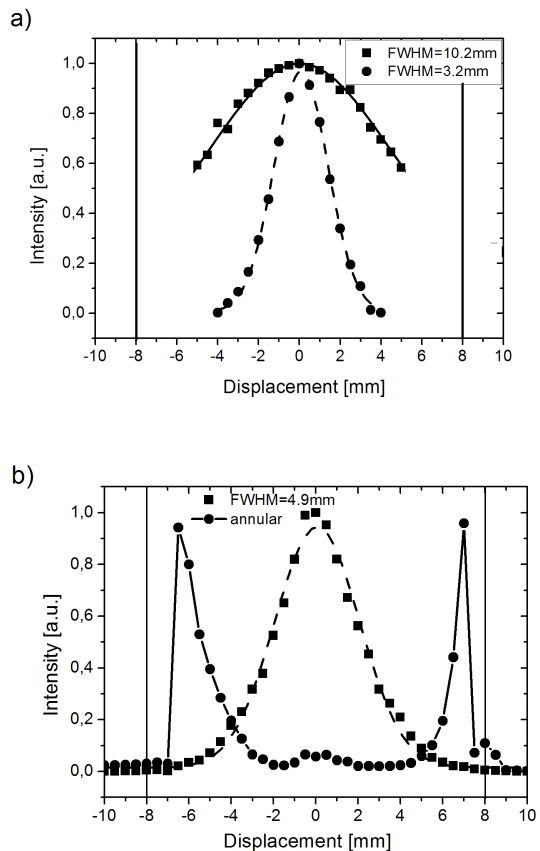 a)
FWHM=10.2mm
FWHM=3.2mm
1,0
0,8
0,6
0,4
0,2
0,0
Intensity [a.u.]
-10 -8 -6 -4 -2 0 2 4 6 8 10
Displacement [mm]
b)
FWHM=4.9mm
annular
1,0
0,8
0,6
0,4
0,2
0,0
Intensity [a.u.]
-10 -8 -6 -4 -2 0 2 4 6 8 10
Displacement [mm]